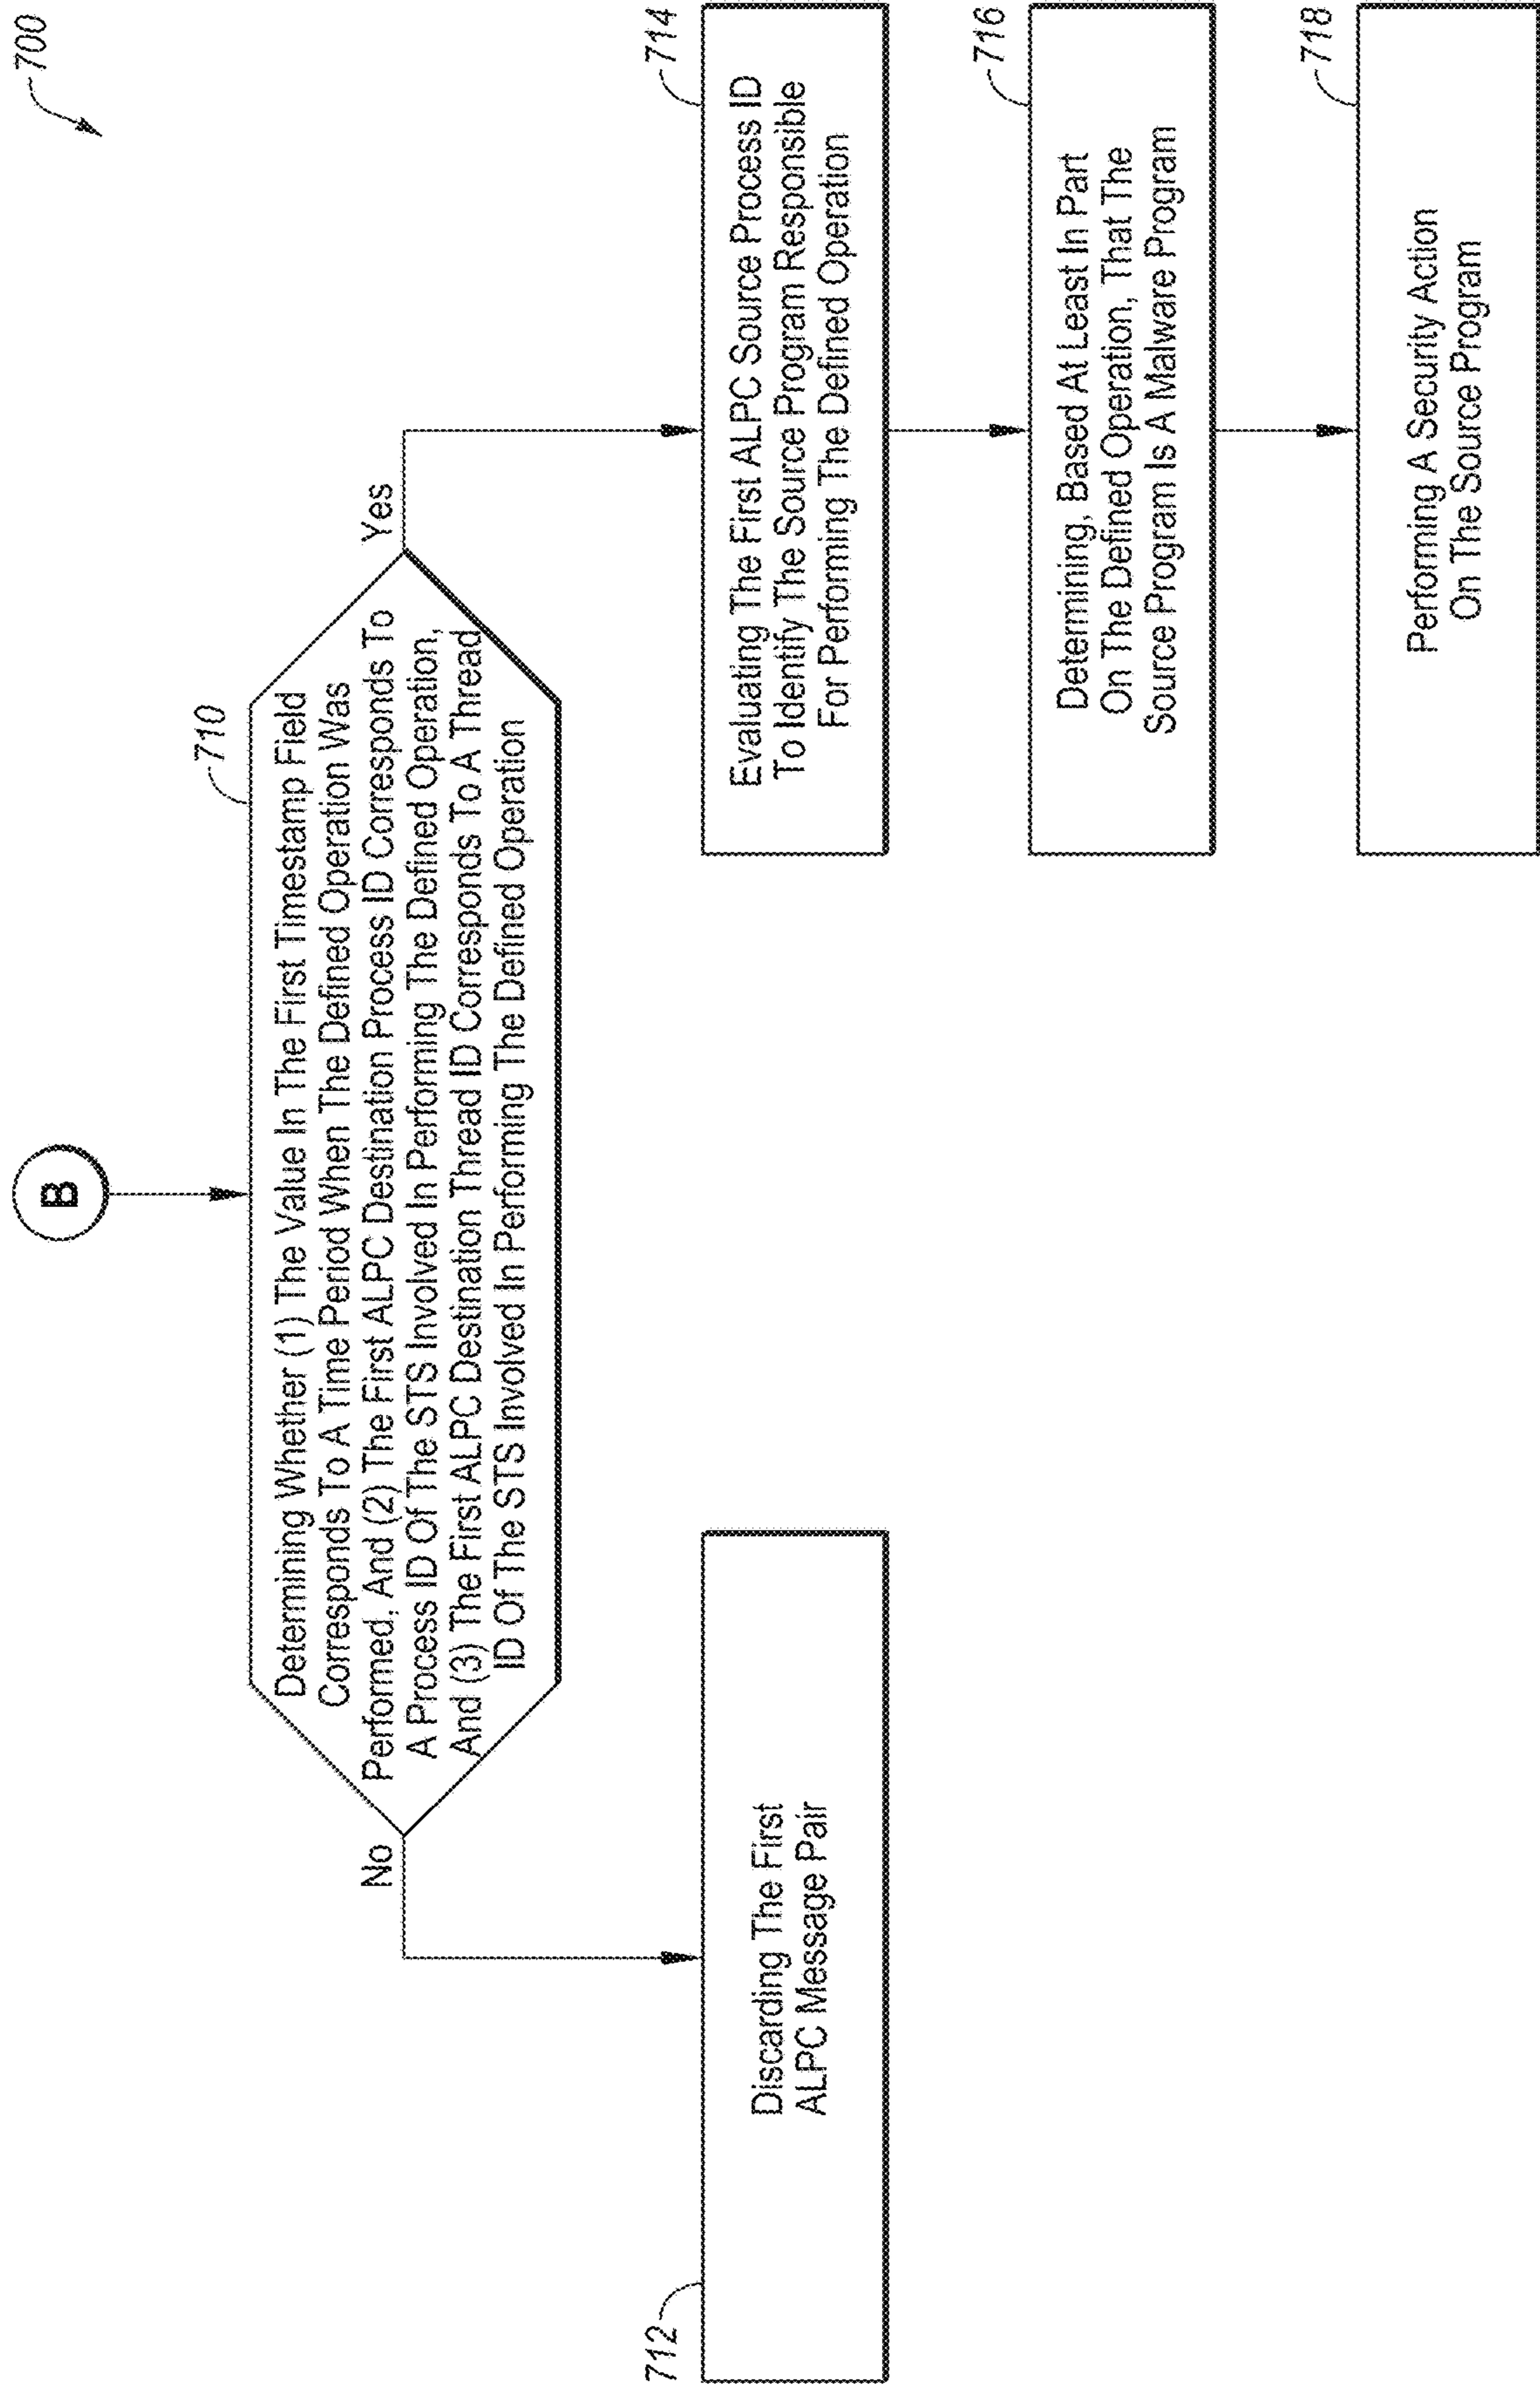 700
B
710
Determining Whether (1) The Value In The First Timestamp Field
Corresponds To A Time Period When The Defined Operation Was
Performed, And (2) The First ALPC Destination Process ID Corresponds To
A Process ID Of The STS Involved In Performing The Defined Operation,
And (3) The First ALPC Destination Thread ID Corresponds To A Thread
ID Of The STS Involved In Performing The Defined Operation
No
Yes
712
Discarding The First
ALPC Message Pair
714
Evaluating The First ALPC Source Process ID
To Identify The Source Program Responsible
For Performing The Defined Operation
716
Determining, Based At Least In Part
On The Defined Operation, That The
Source Program Is A Malware Program
718
Performing A Security Action
On The Source Program